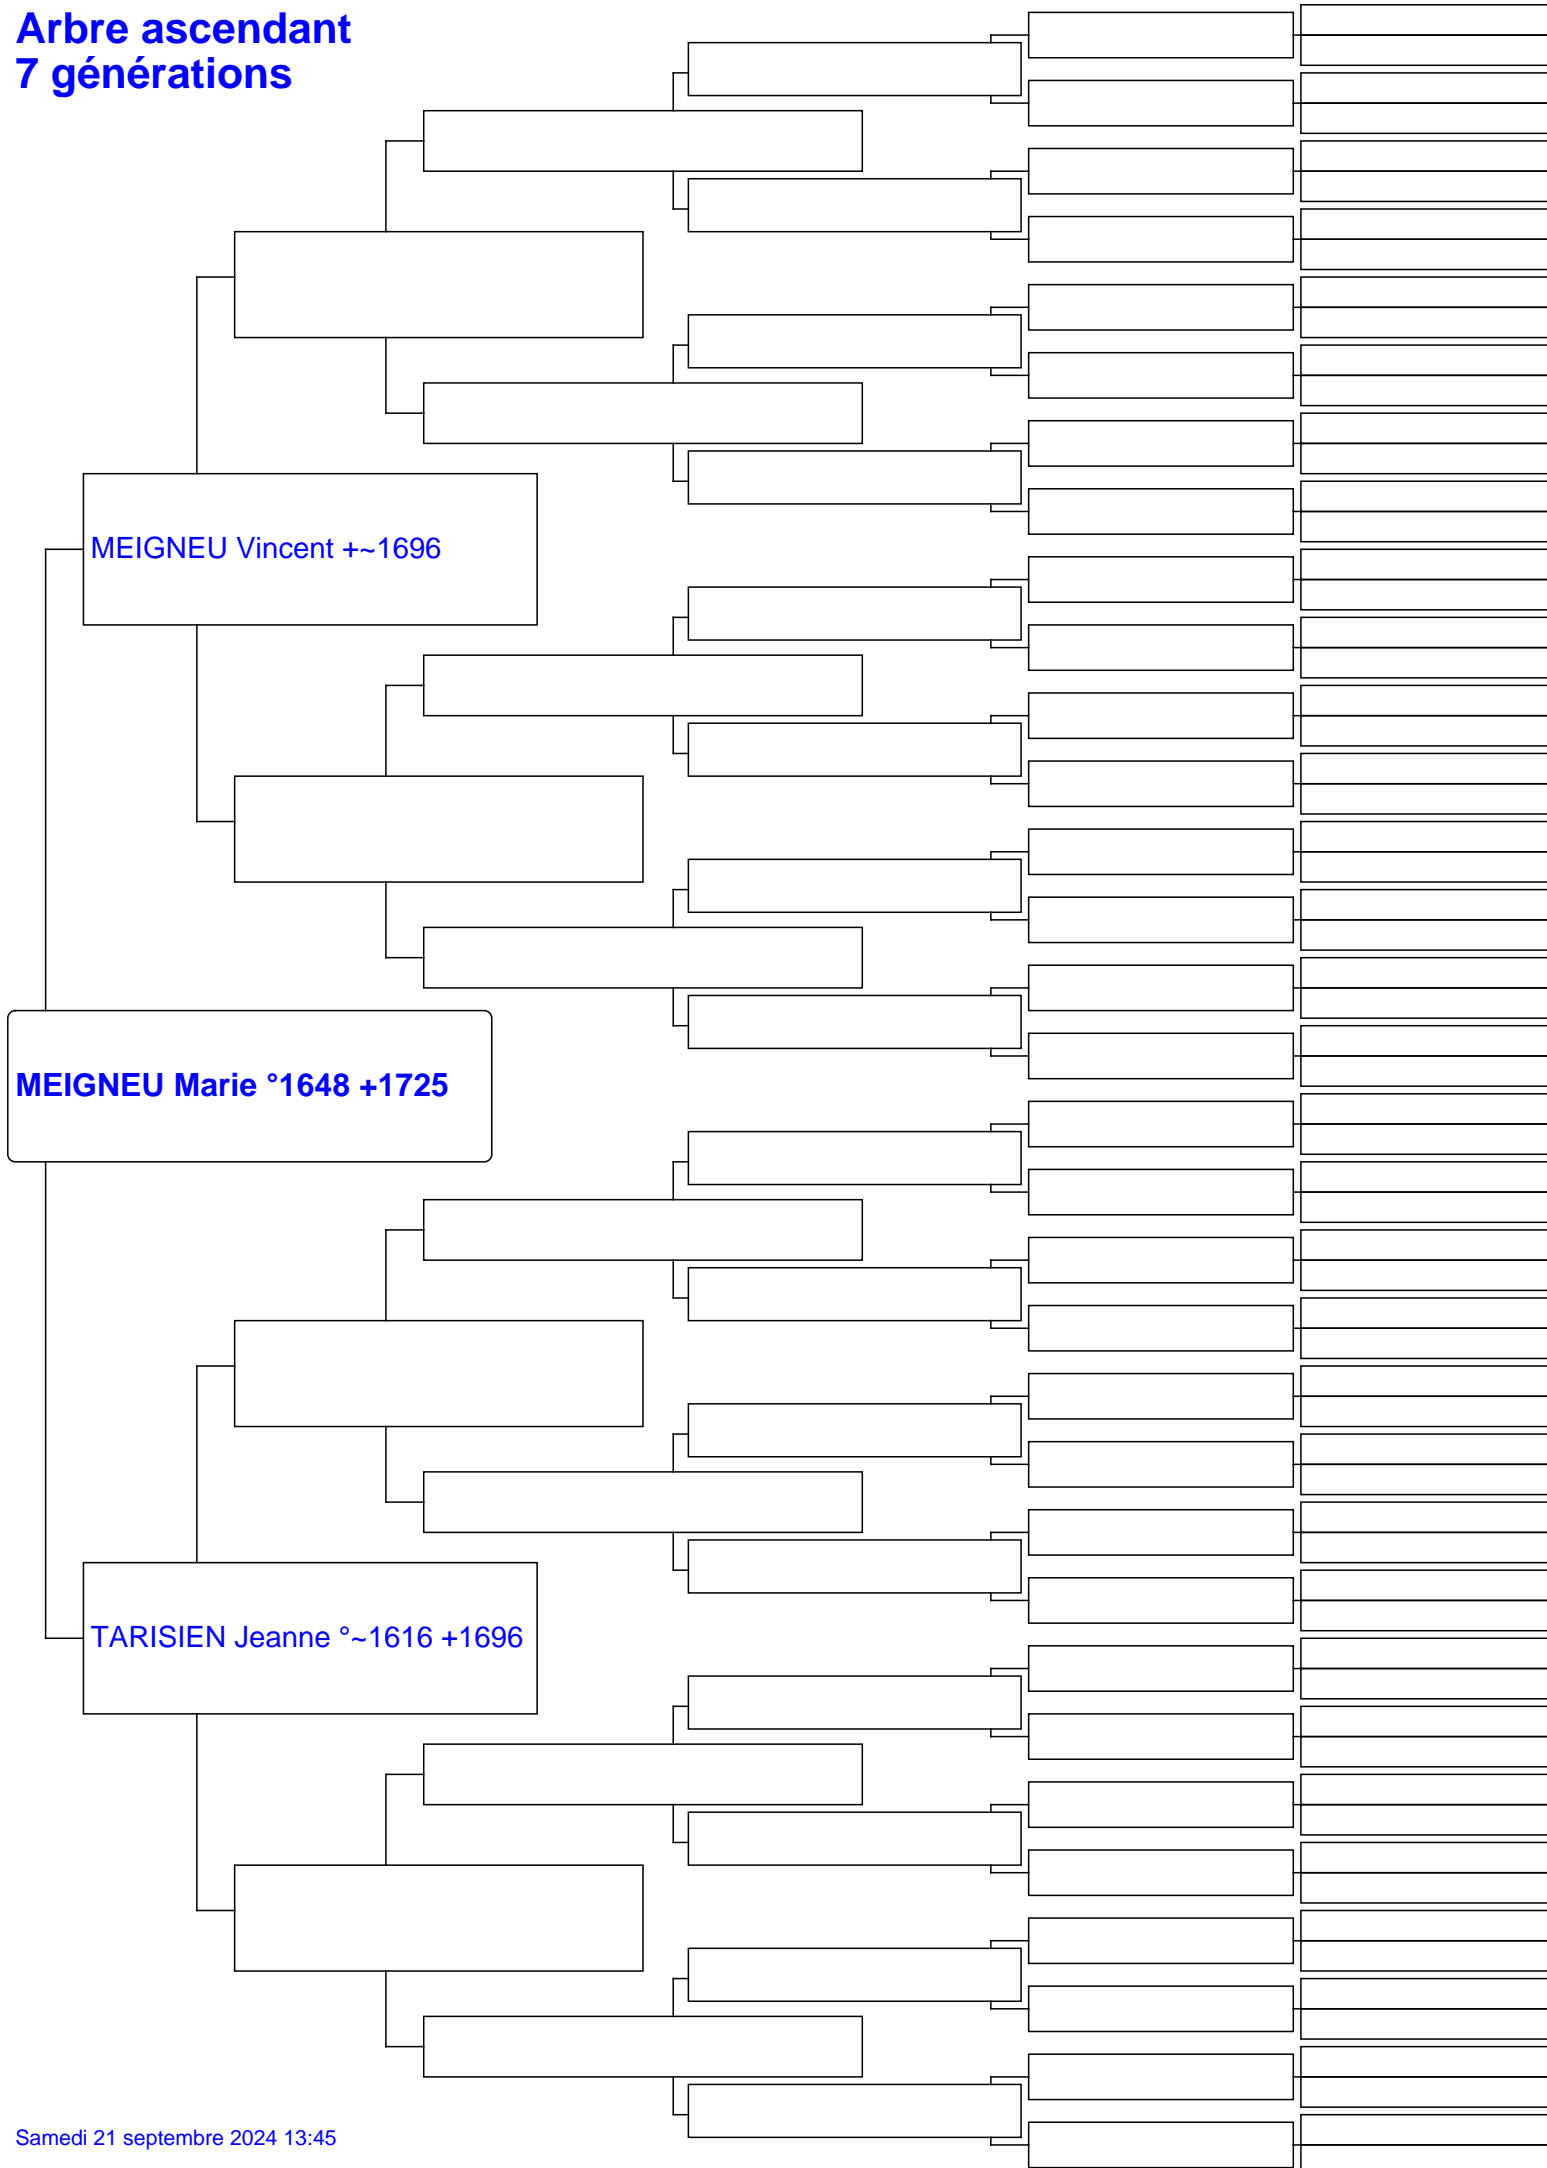 Arbre ascendant
7 générations
MEIGNEU Vincent +~1696
MEIGNEU Marie °1648 +1725
TARISIEN Jeanne °~1616 +1696
Samedi 21 septembre 2024 13:45